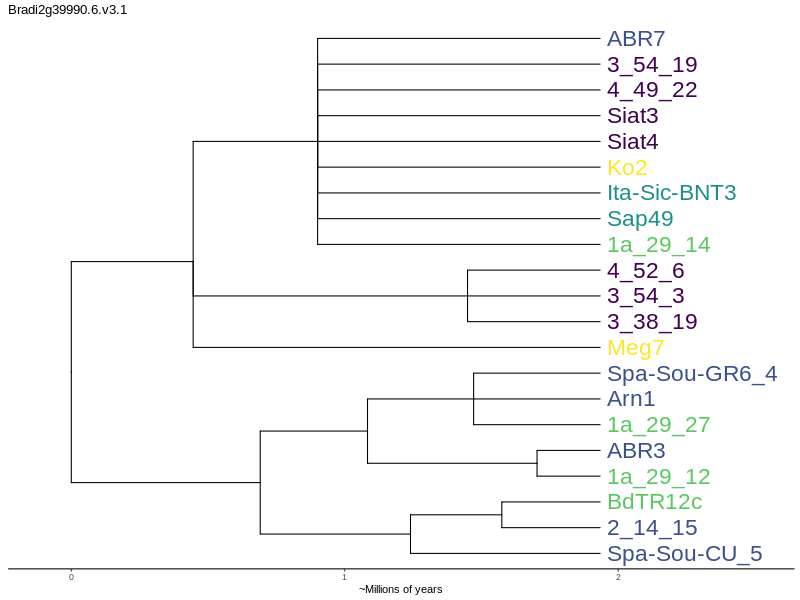 Bradi2g39990.6.v3.1
ABR7
3_54_19
4_49_22
Siat3
Siat4
Ko2
Ita-Sic-BNT3
Sap49
1a_29_14
4_52_6
3_54_3
3_38_19
Meg7
Spa-Sou-GR6_4
Arn1
1a_29_27
ABR3
1a_29_12
BdTR12c
2_14_15
Spa-Sou-CU_5
0 1 2
~Millions of years